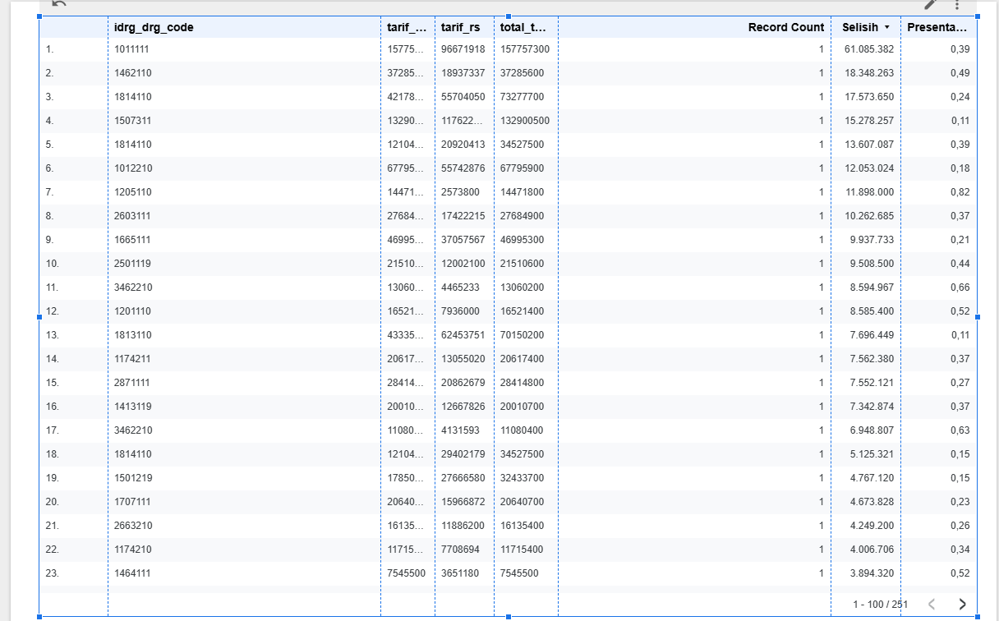 idrg_drg_code tarif_... tarif_rs total_t... Record Count Selisih Presenta...
1. 1011111 15775... 96671918 157757300 1 61.085.382 0,39
2. 1462110 37285... 18937337 37285600 1 18.348.263 0,49
3. 1814110 42178... 55704050 73277700 1 17.573.650 0,24
4. 1507311 13290... 117622... 132900500 1 15.278.257 0,11
5. 1814110 12104... 20920413 34527500 1 13.607.087 0,39
6. 1012210 67795... 55742876 67795900 1 12.053.024 0,18
7. 1205110 14471... 2573800 14471800 1 11.898.000 0,82
8. 2603111 27684... 17422215 27684900 1 10.262.685 0,37
9. 1665111 46995... 37057567 46995300 1 9.937.733 0,21
10. 2501119 21510... 12002100 21510600 1 9.508.500 0,44
11. 3462210 13060... 4465233 13060200 1 8.594.967 0,66
12. 1201110 16521... 7936000 16521400 1 8.585.400 0,52
13. 1813110 43335... 62453751 70150200 1 7.696.449 0,11
14. 1174211 20617... 13055020 20617400 1 7.562.380 0,37
15. 2871111 28414... 20862679 28414800 1 7.552.121 0,27
16. 1413119 20010... 12667826 20010700 1 7.342.874 0,37
17. 3462210 11080... 4131593 11080400 1 6.948.807 0,63
18. 1814110 12104... 29402179 34527500 1 5.125.321 0,15
19. 1501219 17850... 27666580 32433700 1 4.767.120 0,15
20. 1707111 20640... 15966872 20640700 1 4.673.828 0,23
21. 2663210 16135... 11886200 16135400 1 4.249.200 0,26
22. 1174210 11715... 7708694 11715400 1 4.006.706 0,34
23. 1464111 7545500 3651180 7545500 1 3.894.320 0,52
1 - 100 / 251